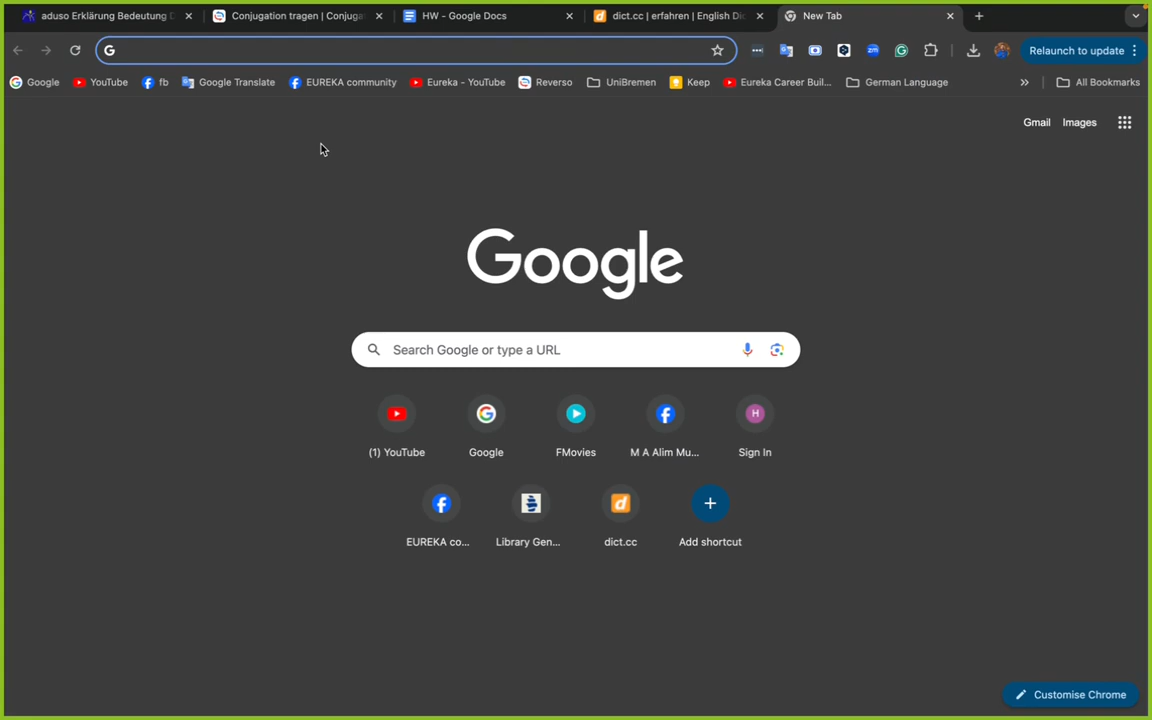 aduso Erklärung Bedeutung D
Conjugation tragen | Conjuga
HW - Google Docs
dict.cc | erfahren | English Dic
New Tab
Relaunch to update
Google
YouTube
fb
Google Translate
EUREKA community
Eureka - YouTube
Reverso
UniBremen
Keep
Eureka Career Buil...
German Language
All Bookmarks
Gmail
Images
Google
Search Google or type a URL
(1) YouTube
Google
FMovies
M A Alim Mu...
H
Sign In
EUREKA co...
Library Gen...
dict.cc
Add shortcut
Customise Chrome